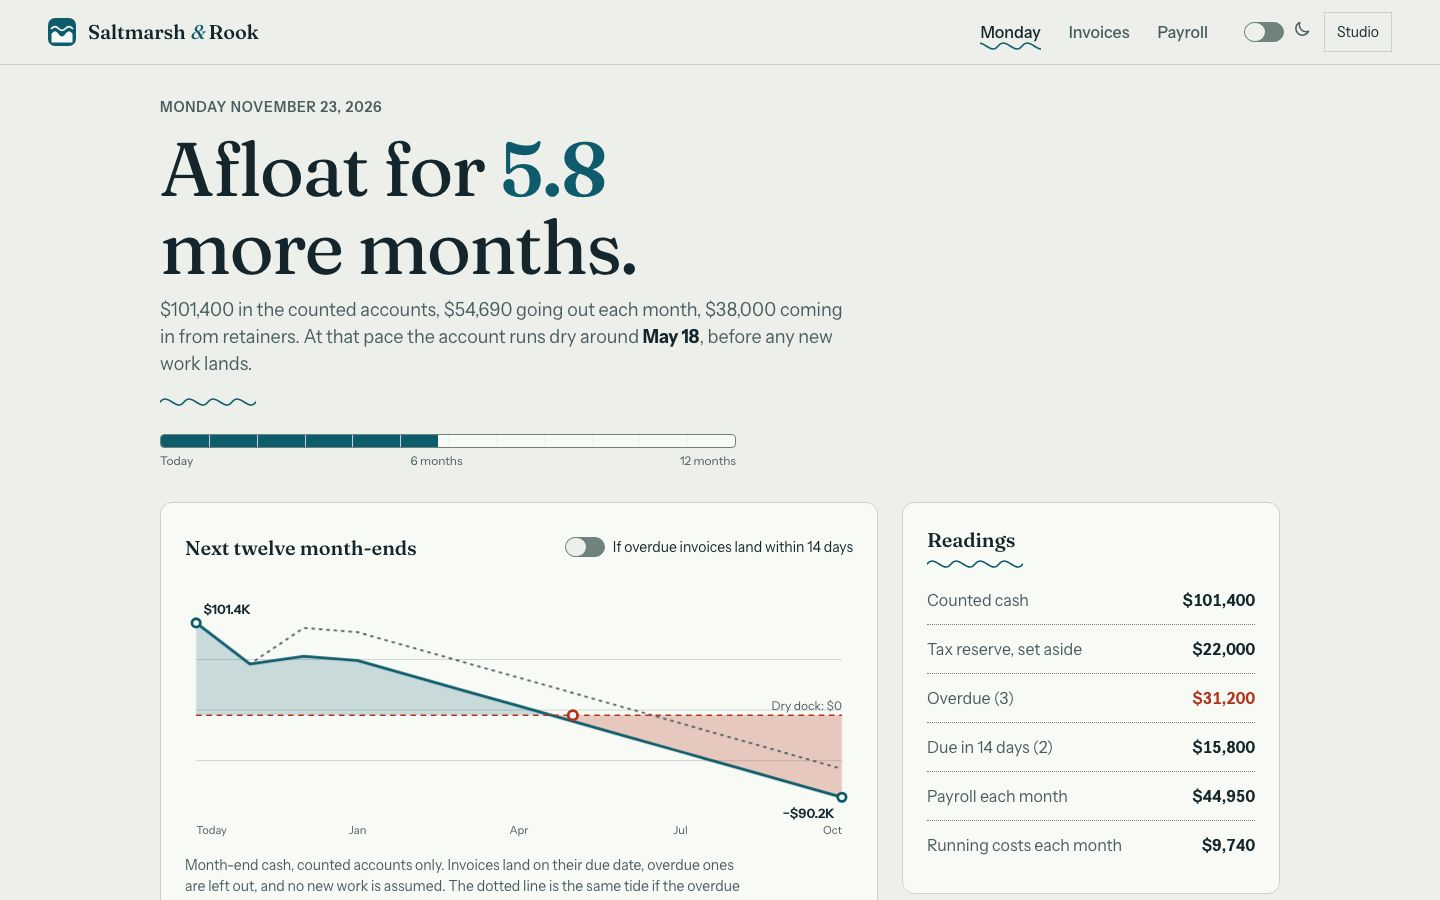 Saltmarsh & Rook
Monday
Invoices
Payroll
Studio
MONDAY NOVEMBER 23, 2026
Afloat for 5.8
more months.
$101,400 in the counted accounts, $54,690 going out each month, $38,000 coming
in from retainers. At that pace the account runs dry around May 18, before any new
work lands.
Today
6 months
12 months
Next twelve month-ends
If overdue invoices land within 14 days
$101.4K
Dry dock: $0
−$90.2K
Today
Jan
Apr
Jul
Oct
Month-end cash, counted accounts only. Invoices land on their due date, overdue ones
are left out, and no new work is assumed. The dotted line is the same tide if the overdue
Readings
Counted cash $101,400
Tax reserve, set aside $22,000
Overdue (3) $31,200
Due in 14 days (2) $15,800
Payroll each month $44,950
Running costs each month $9,740